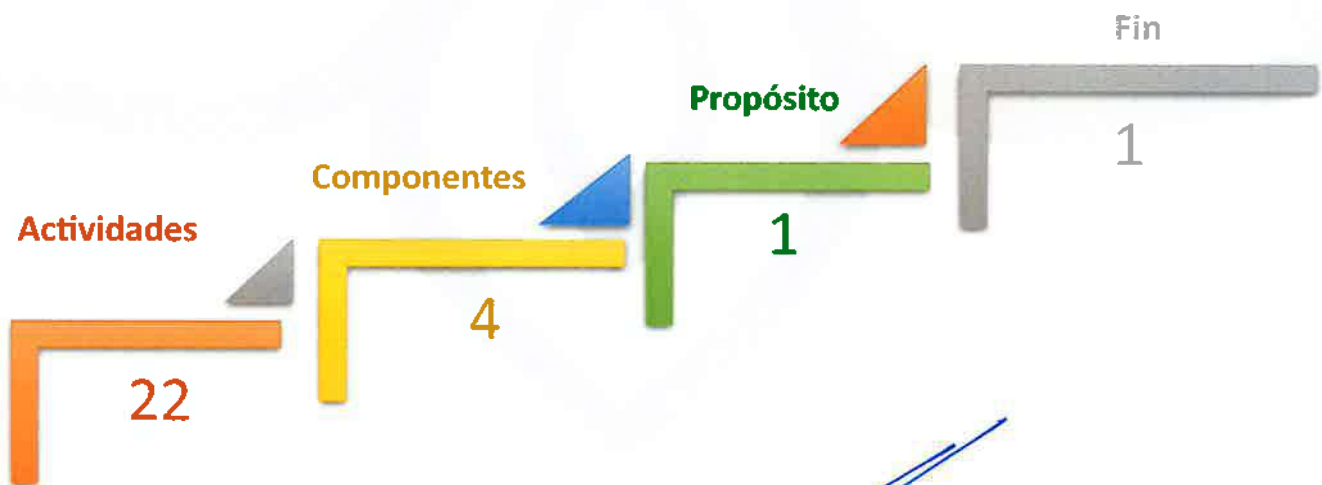 Fin
1
Propósito
1
Componentes
4
Actividades
22